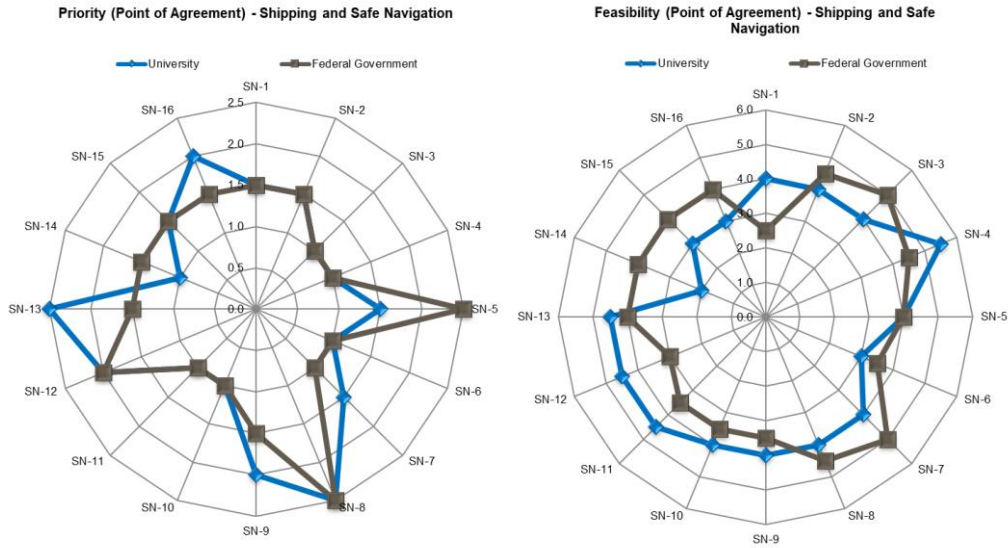 Priority (Point of Agreement) - Shipping and Safe Navigation
University
Federal Government
SN-1
SN-2
SN-3
SN-4
SN-5
SN-6
SN-7
SN-8
SN-9
SN-10
SN-11
SN-12
SN-13
SN-14
SN-15
SN-16
2.5
2.0
1.5
1.0
0.5
0.0
Feasibility (Point of Agreement) - Shipping and Safe
Navigation
University
Federal Government
SN-1
SN-2
SN-3
SN-4
SN-5
SN-6
SN-7
SN-8
SN-9
SN-10
SN-11
SN-12
SN-13
SN-14
SN-15
SN-16
6.0
5.0
4.0
3.0
2.0
1.0
0.0